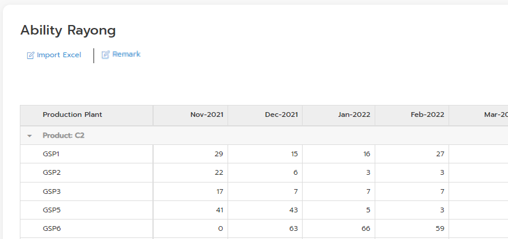 Ability Rayong
Import Excel Remark
Production Plant Nov-2021 Dec-2021 Jan-2022 Feb-2022
Product: C2
GSP1 29 15 16 27
GSP2 22 6 3 3
GSP3 17 7 7 7
GSP5 41 43 5 3
GSP6 0 63 66 59